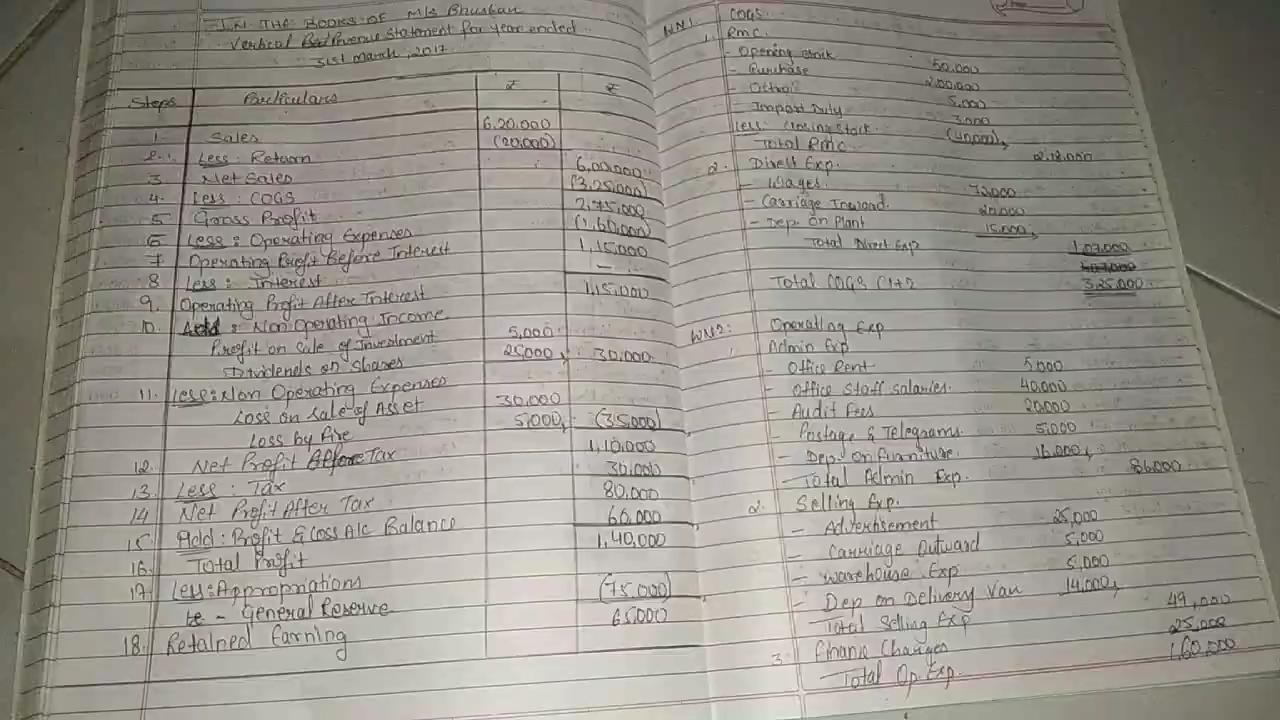 IN THE BOOKS OF M/s Bhushan
Vertical Revenue Statement for year ended
31st March, 2017
Steps Particulars ₹ ₹
1. Sales 6,20,000
2. Less: Return (20,000)
3 Net Sales 6,00,000
4. Less: COGS (3,25,000)
5 Gross Profit 2,75,000
6 Less: Operating Expenses (1,60,000)
7 Operating Profit Before Interest 1,15,000
8 Less: Interest –
9. Operating Profit After Interest 1,15,000
10. Add: Non Operating Income
Profit on Sale of Investment 5,000
Dividends on Shares 25,000 30,000
11. Less: Non Operating Expenses
Loss on Sale of Asset 30,000
Loss by fire 5,000 (35,000)
12. Net Profit Before Tax 1,10,000
13. Less: Tax 30,000
14 Net Profit After Tax 80,000
15. Add: Profit & Loss A/c Balance 60,000
16. Total Profit 1,40,000
17. Less: Appropriations
- General Reserve (75,000)
18. Retained Earning 65,000
WN1 COGS
1. RMC
- Opening Stock 50,000
- Purchase 2,00,000
- Octroi 5,000
- Import Duty 3,000
Less: Closing Stock (40,000)
Total RMC 2,18,000
2. Direct Exp.
- Wages 72,000
- Carriage Inward 20,000
- Dep. on Plant 15,000
Total Direct Exp 1,07,000
Total COGS (1+2 3,25,000
WN2: Operating Exp
1 Admin Exp
- Office Rent 5,000
- Office Staff Salaries 40,000
- Audit Fees 20,000
- Postage & Telegrams 5,000
- Dep. on furniture 16,000
- Total Admin Exp. 86,000
2. Selling Exp.
- Advertisement 25,000
- Carriage Outward 5,000
- Warehouse Exp 5,000
- Dep on Delivery Van 14,000
- Total Selling Exp 49,000
3. Financ Charges 25,000
- Total Op. Exp. 1,60,000